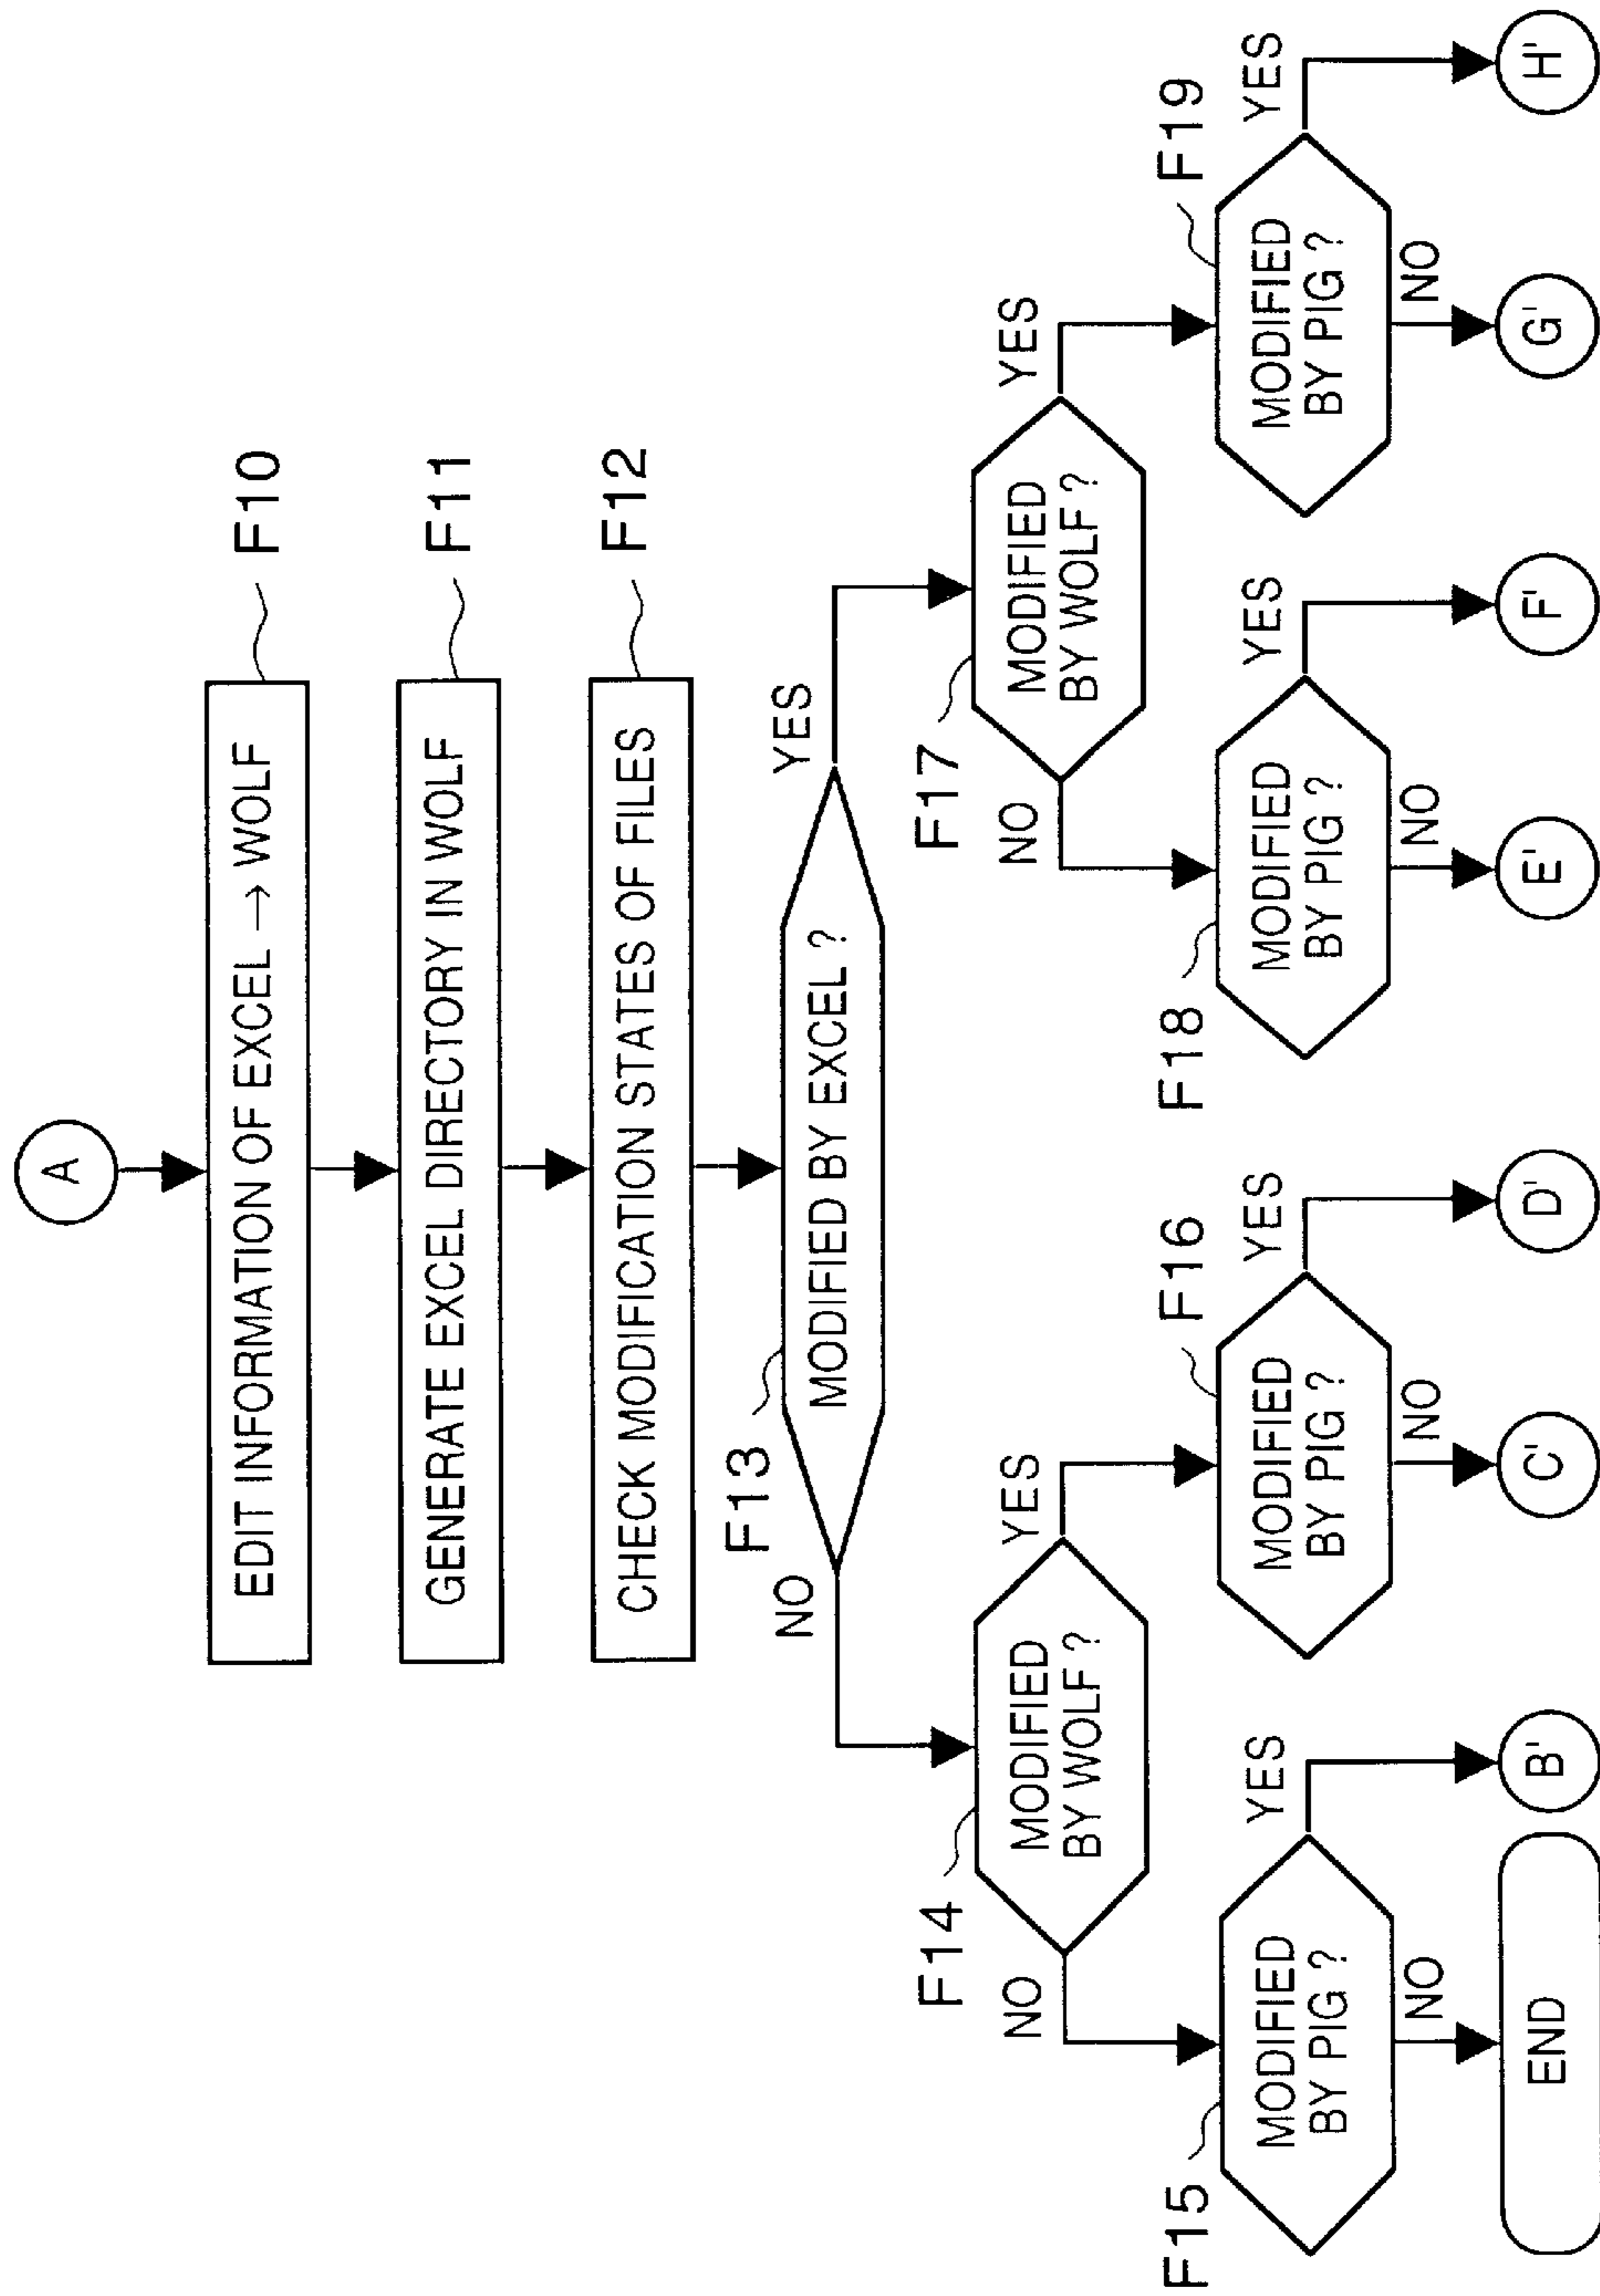 A
EDIT INFORMATION OF EXCEL → WOLF
F10
GENERATE EXCEL DIRECTORY IN WOLF
F11
CHECK MODIFICATION STATES OF FILES
F12
F13
NO
MODIFIED BY EXCEL ?
YES
F14
NO
MODIFIED
BY WOLF ?
YES
F17
NO
MODIFIED
BY WOLF ?
YES
F15
MODIFIED
BY PIG ?
YES
NO
F16
MODIFIED
BY PIG ?
YES
NO
F18
MODIFIED
BY PIG ?
YES
NO
F19
MODIFIED
BY PIG ?
YES
NO
END
B'
C'
D'
E'
F'
G'
H'